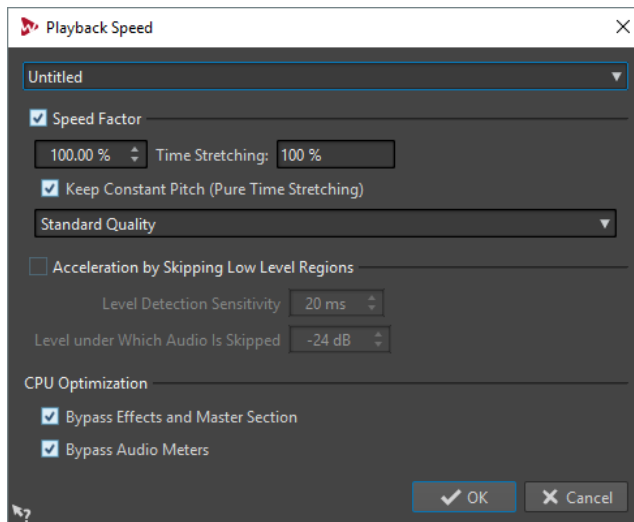 Playback Speed
Untitled
Speed Factor
100.00 % Time Stretching: 100 %
Keep Constant Pitch (Pure Time Stretching)
Standard Quality
Acceleration by Skipping Low Level Regions
Level Detection Sensitivity 20 ms
Level under Which Audio Is Skipped -24 dB
CPU Optimization
Bypass Effects and Master Section
Bypass Audio Meters
OK Cancel